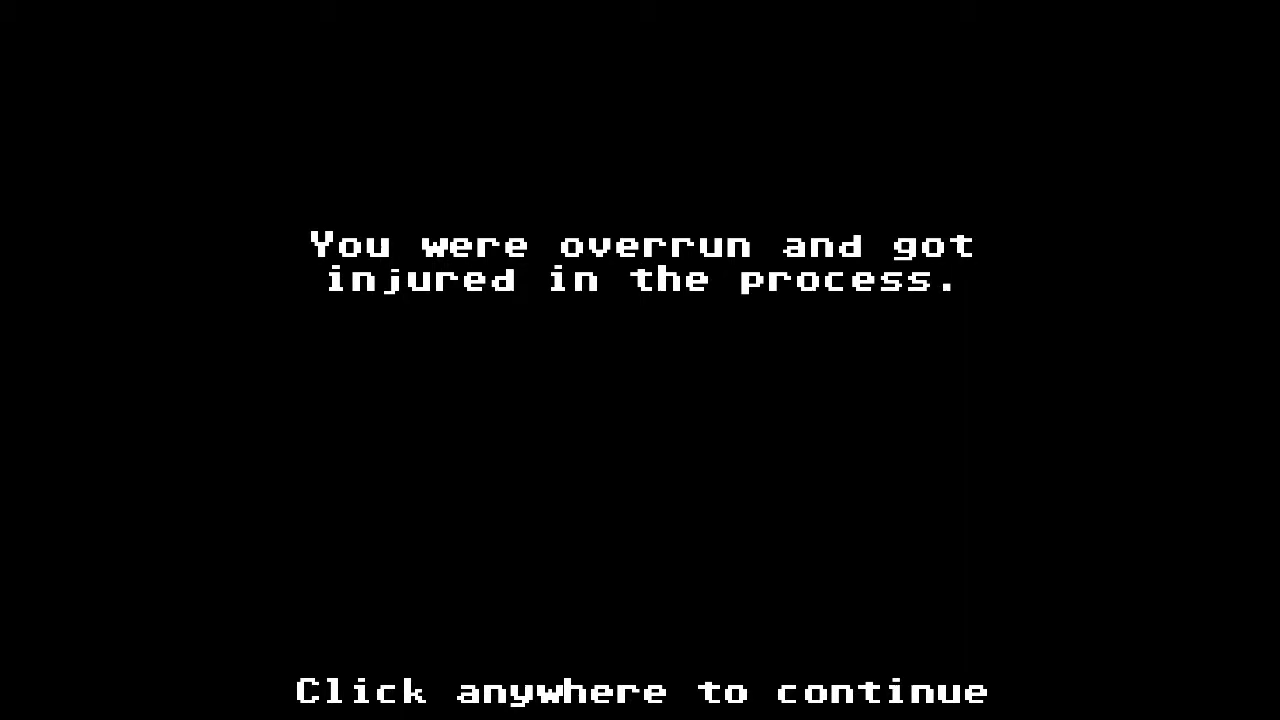 You were overrun and got
injured in the process.
Click anywhere to continue